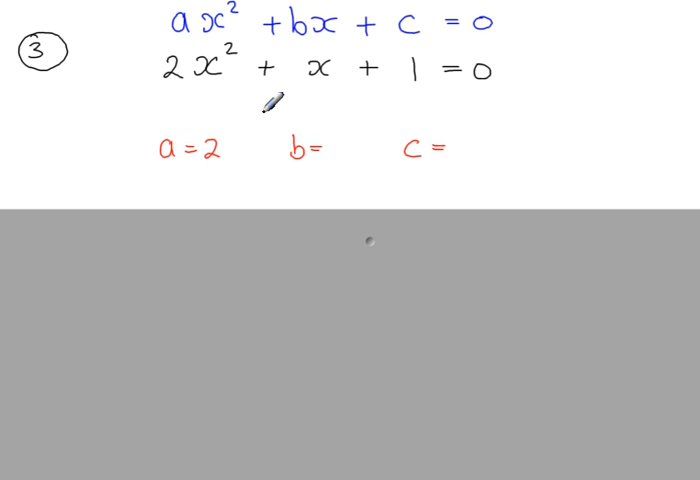 ax² + bx + c = 0
③ 2x² + x + 1 = 0
a = 2 b = c =